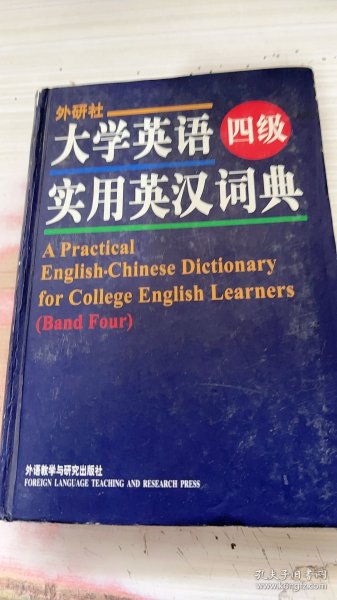 外研社
大学英语 四级
实用英汉词典
A Practical
English-Chinese Dictionary
for College English Learners
(Band Four)
外语教学与研究出版社
FOREIGN LANGUAGE TEACHING AND RESEARCH PRESS
孔夫子旧书网